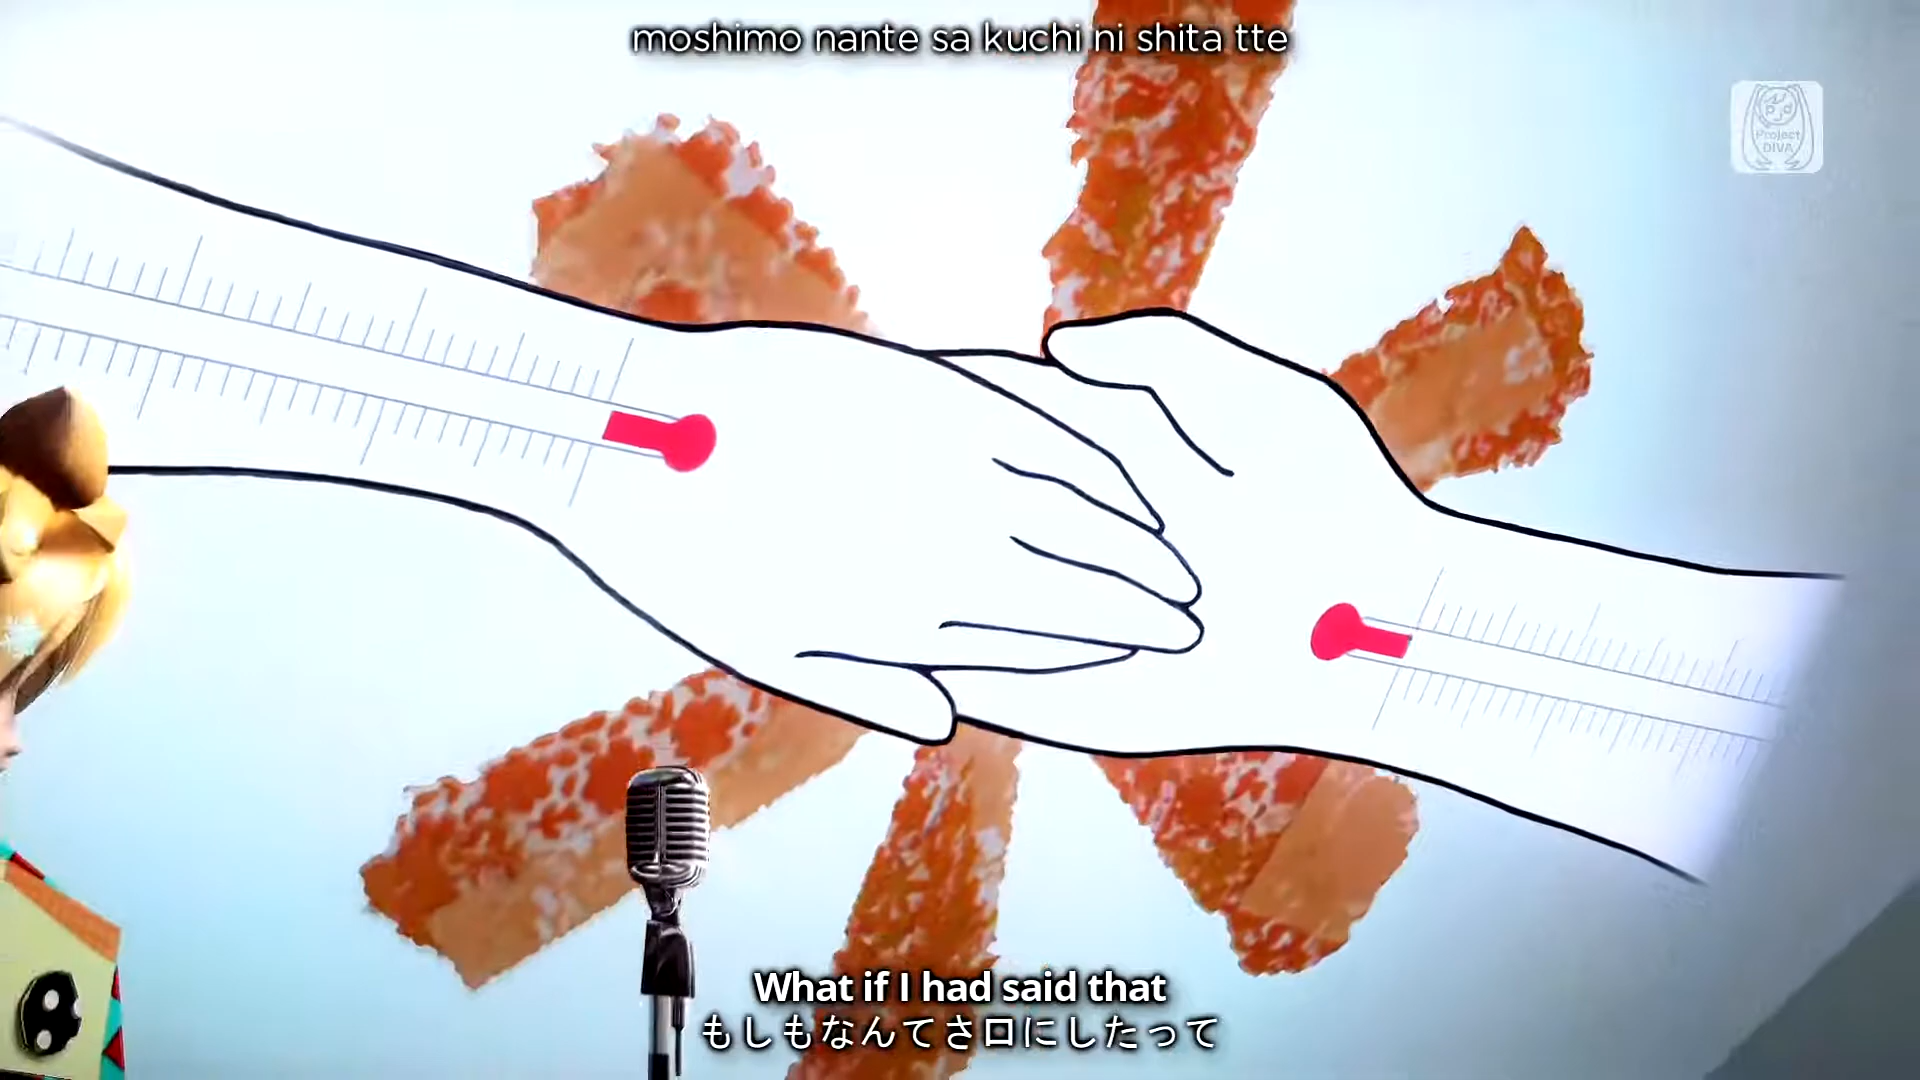 moshimo nante sa kuchi ni shita tte
Project
DIVA
What if I had said that
もしもなんてさ口にしたって